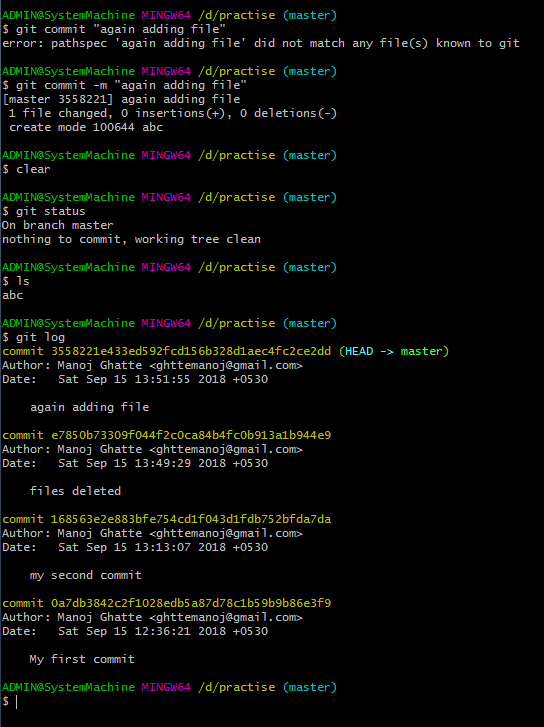 ADMIN@SystemMachine MINGW64 /d/practise (master)
$ git commit "again adding file"
error: pathspec 'again adding file' did not match any file(s) known to git
ADMIN@SystemMachine MINGW64 /d/practise (master)
$ git commit -m "again adding file"
[master 3558221] again adding file
1 file changed, 0 insertions(+), 0 deletions(-)
create mode 100644 abc
ADMIN@SystemMachine MINGW64 /d/practise (master)
$ clear
ADMIN@SystemMachine MINGW64 /d/practise (master)
$ git status
On branch master
nothing to commit, working tree clean
ADMIN@SystemMachine MINGW64 /d/practise (master)
$ ls
abc
ADMIN@SystemMachine MINGW64 /d/practise (master)
$ git log
commit 3558221e433ed592fcd156b328d1aec4fc2ce2dd (HEAD -> master)
Author: Manoj Ghatte <ghttemanoj@gmail.com>
Date:   Sat Sep 15 13:51:55 2018 +0530
again adding file
commit e7850b73309f044f2c0ca84b4fc0b913a1b944e9
Author: Manoj Ghatte <ghttemanoj@gmail.com>
Date:   Sat Sep 15 13:49:29 2018 +0530
files deleted
commit 168563e2e883bfe754cd1f043d1fdb752bfda7da
Author: Manoj Ghatte <ghttemanoj@gmail.com>
Date:   Sat Sep 15 13:13:07 2018 +0530
my second commit
commit 0a7db3842c2f1028edb5a87d78c1b59b9b86e3f9
Author: Manoj Ghatte <ghttemanoj@gmail.com>
Date:   Sat Sep 15 12:36:21 2018 +0530
My first commit
ADMIN@SystemMachine MINGW64 /d/practise (master)
$